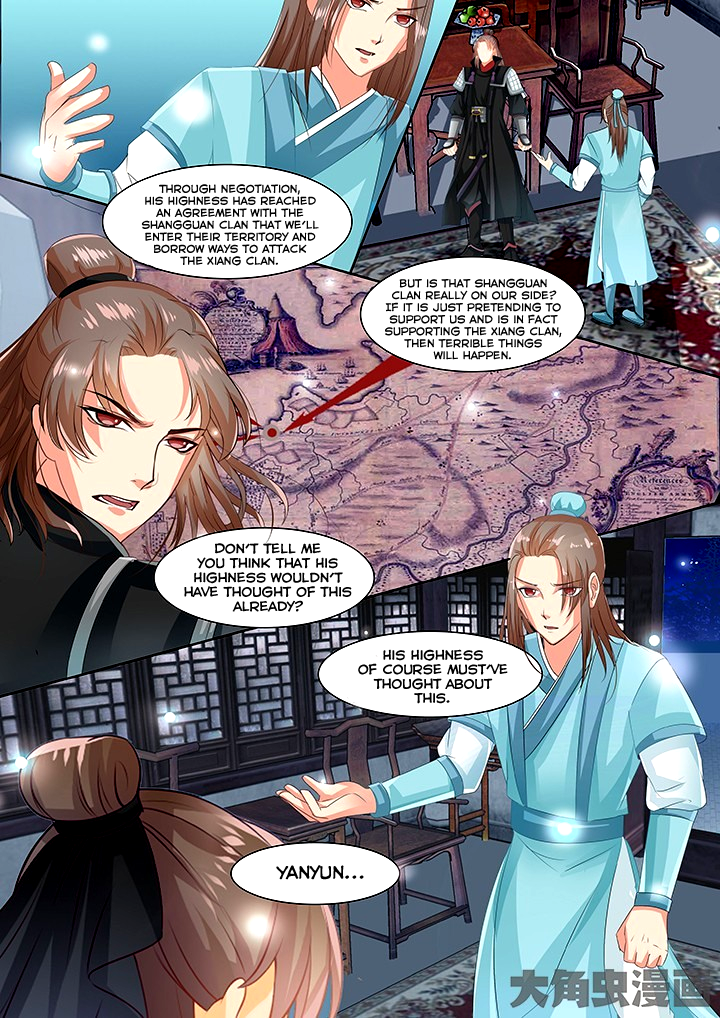 THROUGH NEGOTIATION,
HIS HIGHNESS HAS REACHED
AN AGREEMENT WITH THE
SHANGGUAN CLAN THAT WE'LL
ENTER THEIR TERRITORY AND
BORROW WAYS TO ATTACK
THE XIANG CLAN.
BUT IS THAT SHANGGUAN
CLAN REALLY ON OUR SIDE?
IF IT IS JUST PRETENDING TO
SUPPORT US AND IS IN FACT
SUPPORTING THE XIANG CLAN,
THEN TERRIBLE THINGS
WILL HAPPEN.
References
DON'T TELL ME
YOU THINK THAT HIS
HIGHNESS WOULDN'T
HAVE THOUGHT OF THIS
ALREADY?
HIS HIGHNESS
OF COURSE MUST'VE
THOUGHT ABOUT
THIS.
YANYUN...
大角虫漫画